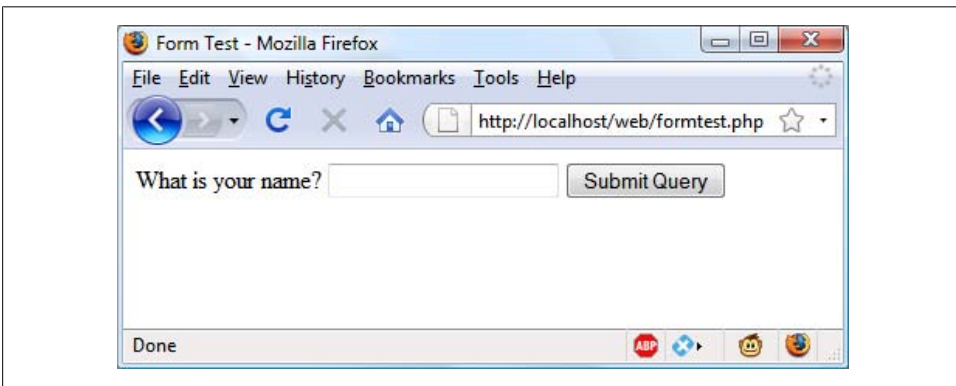 Form Test - Mozilla Firefox
File Edit View History Bookmarks Tools Help
http://localhost/web/formtest.php
What is your name? Submit Query
Done
ABP